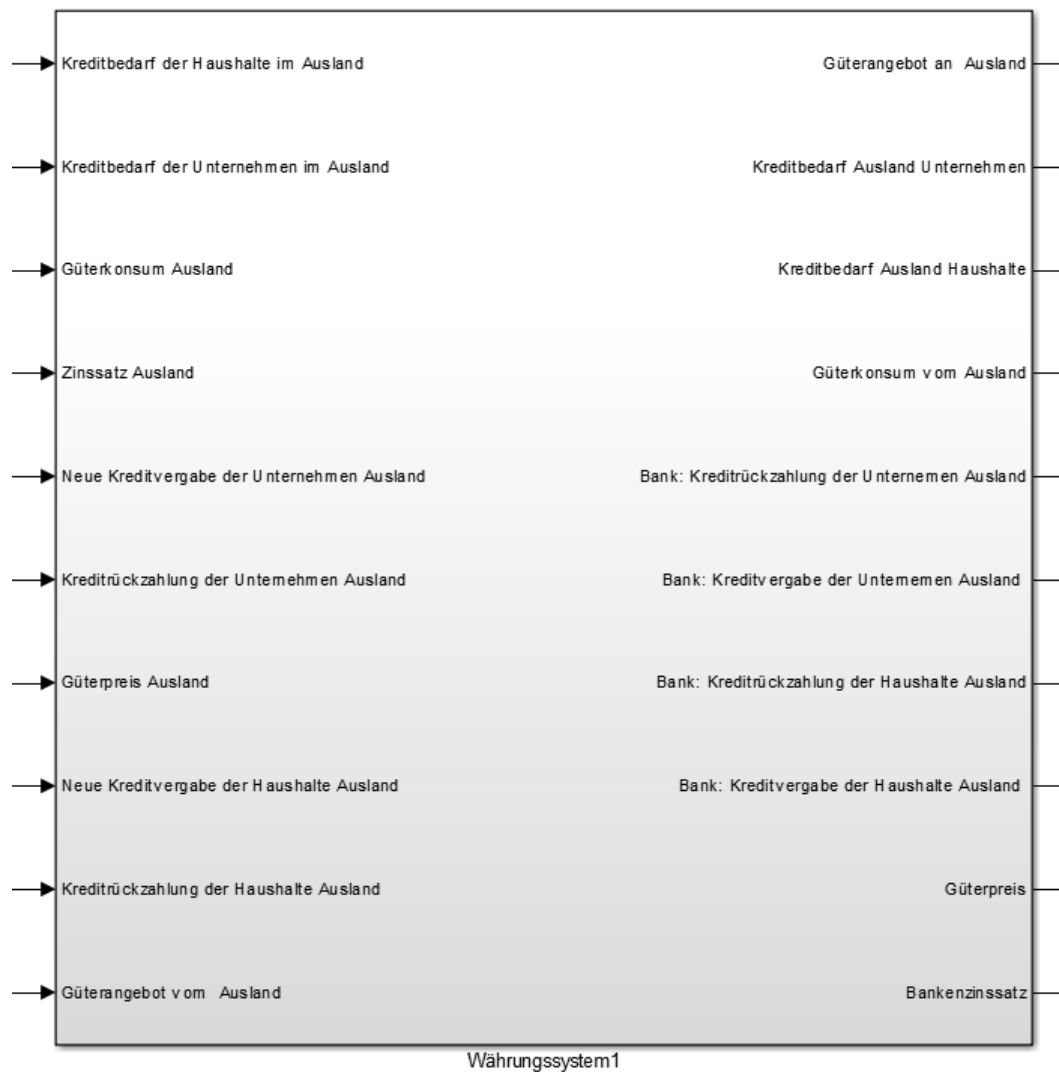 Kreditbedarf der Haushalte im Ausland
Güterangebot an Ausland
Kreditbedarf der Unternehmen im Ausland
Kreditbedarf Ausland Unternehmen
Güterkonsum Ausland
Kreditbedarf Ausland Haushalte
Zinssatz Ausland
Güterkonsum vom Ausland
Neue Kreditvergabe der Unternehmen Ausland
Bank: Kreditrückzahlung der Unternemen Ausland
Kreditrückzahlung der Unternehmen Ausland
Bank: Kreditvergabe der Unternemen Ausland
Güterpreis Ausland
Bank: Kreditrückzahlung der Haushalte Ausland
Neue Kreditvergabe der Haushalte Ausland
Bank: Kreditvergabe der Haushalte Ausland
Kreditrückzahlung der Haushalte Ausland
Güterpreis
Güterangebot vom Ausland
Bankenzinssatz
Währungssystem1